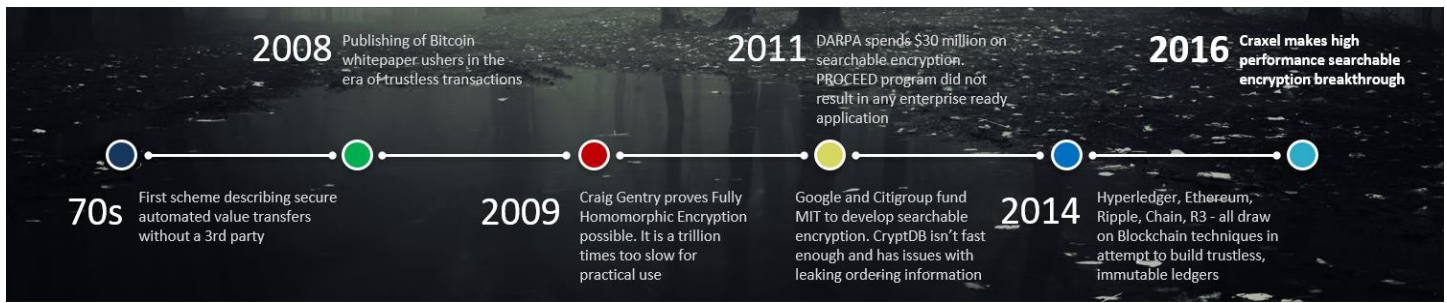 70s
First scheme describing secure
automated value transfers
without a 3rd party
2008
Publishing of Bitcoin
whitepaper ushers in the
era of trustless transactions
2009
Craig Gentry proves Fully
Homomorphic Encryption
possible. It is a trillion
times too slow for
practical use
2011
DARPA spends $30 million on
searchable encryption.
PROCEED program did not
result in any enterprise ready
application
Google and Citigroup fund
MIT to develop searchable
encryption. CryptDB isn't fast
enough and has issues with
leaking ordering information
2014
Hyperledger, Ethereum,
Ripple, Chain, R3 - all draw
on Blockchain techniques in
attempt to build trustless,
immutable ledgers
2016
Craxel makes high
performance searchable
encryption breakthrough